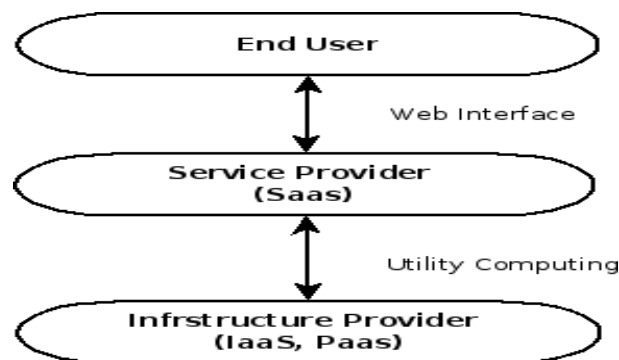 End User
Web Interface
Service Provider
(Saas)
Utility Computing
Infrstructure Provider
(IaaS, Paas)